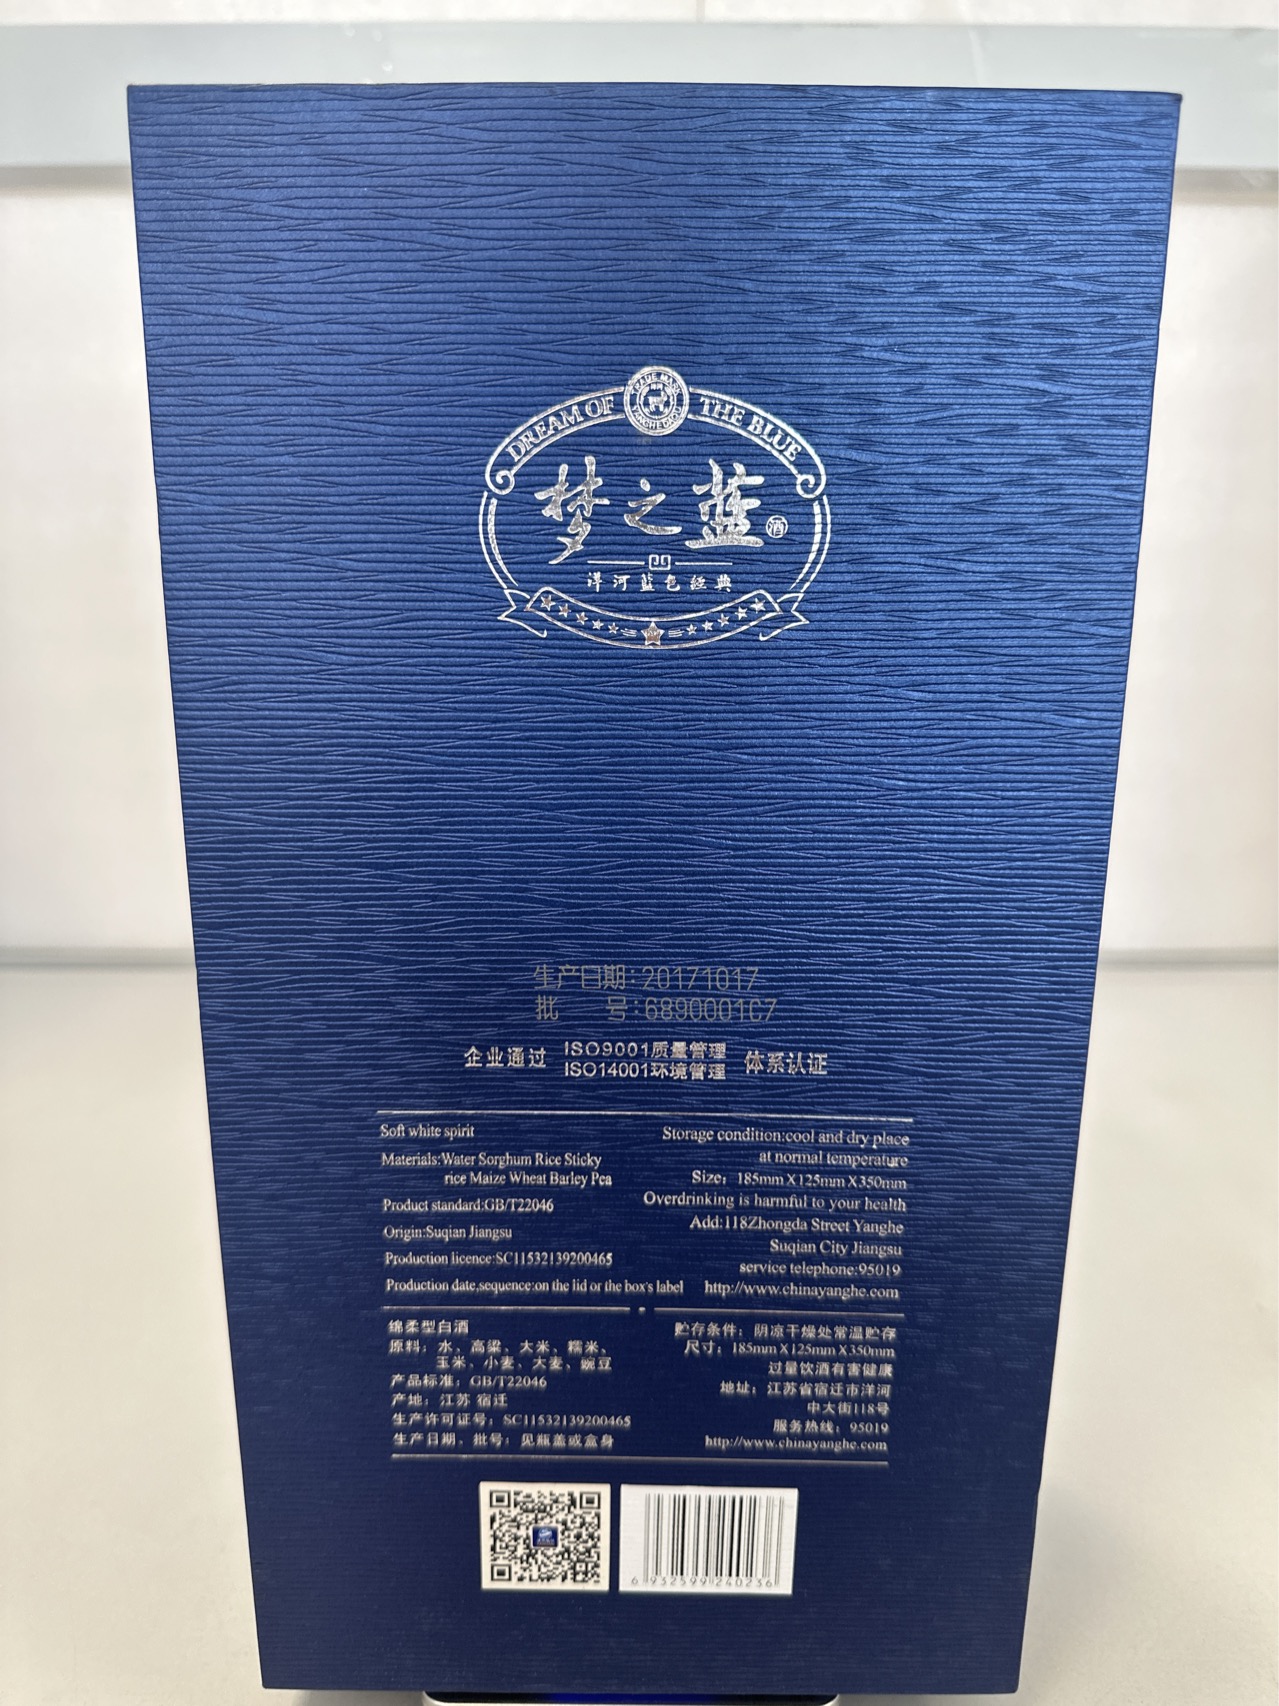 DREAM OF THE BLUE
TRADE MARK
YANGHEDAQU
梦之蓝 酒
洋河蓝色经典
生产日期:20171017
批 号:6890001C7
企业通过 ISO9001质量管理 体系认证
ISO14001环境管理
Soft white spirit
Materials:Water Sorghum Rice Sticky
rice Maize Wheat Barley Pea
Product standard:GB/T22046
Origin:Suqian Jiangsu
Production licence:SC11532139200465
Production date,sequence:on the lid or the box's label
Storage condition:cool and dry place
at normal temperature
Size: 185mm X 125mm X 350mm
Overdrinking is harmful to your health
Add:118Zhongda Street Yanghe
Suqian City Jiangsu
service telephone:95019
http://www.chinayanghe.com
绵柔型白酒
原料: 水、高粱、大米、糯米、
玉米、小麦、大麦、豌豆
产品标准: GB/T22046
产地: 江苏 宿迁
生产许可证号: SC11532139200465
生产日期、批号: 见瓶盖或盒身
贮存条件: 阴凉干燥处常温贮存
尺寸: 185mm X 125mm X 350mm
过量饮酒有害健康
地址: 江苏省宿迁市洋河
中大街118号
服务热线: 95019
http://www.chinayanghe.com
6 932599 240236